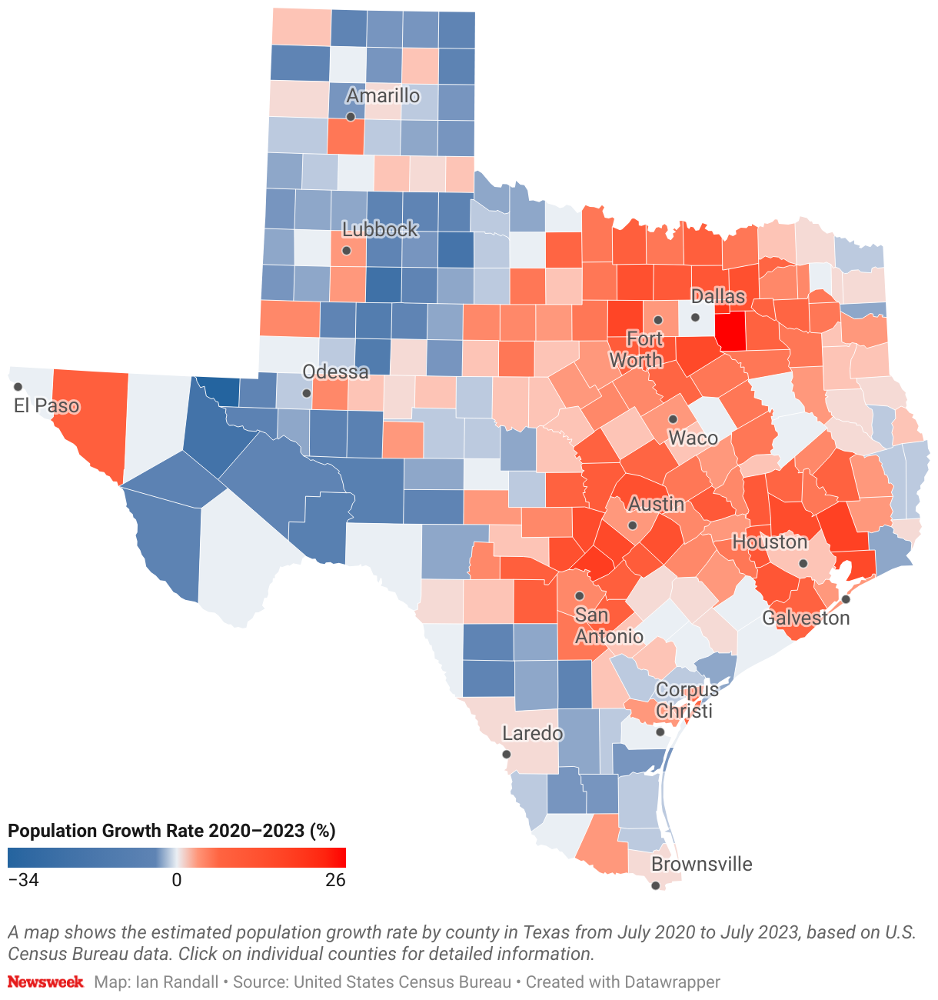 Amarillo
Lubbock
Dallas
Fort
Worth
Odessa
El Paso
Waco
Austin
Houston
San
Antonio
Galveston
Corpus
Christi
Laredo
Population Growth Rate 2020–2023 (%)
−34 0 26
Brownsville
A map shows the estimated population growth rate by county in Texas from July 2020 to July 2023, based on U.S.
Census Bureau data. Click on individual counties for detailed information.
Newsweek Map: Ian Randall • Source: United States Census Bureau • Created with Datawrapper